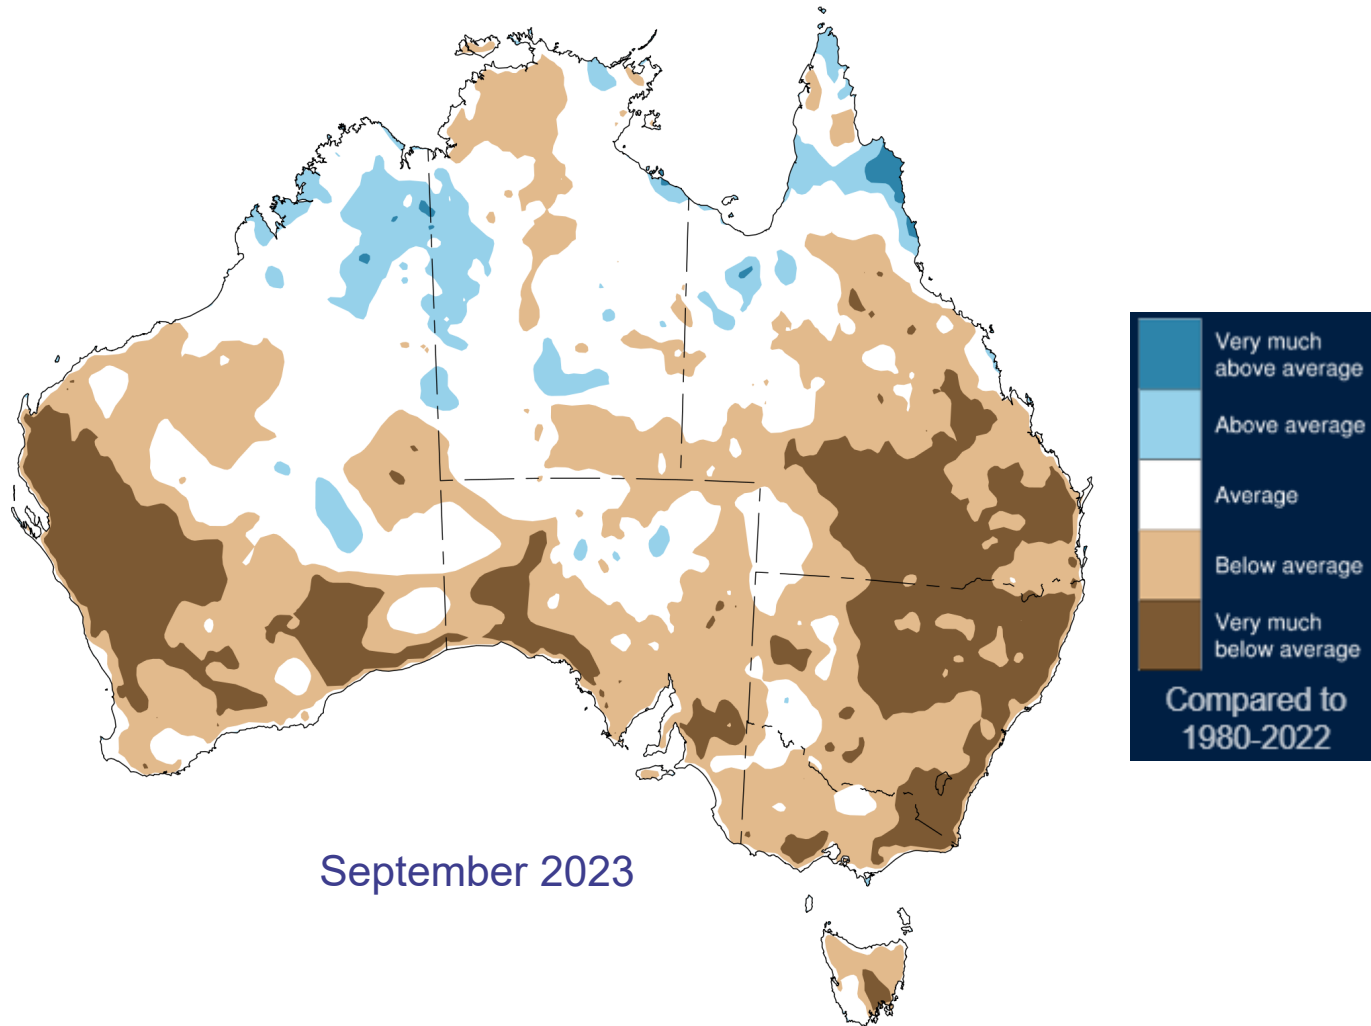 Very much
above average
Above average
Average
Below average
Very much
below average
Compared to
1980-2022
September 2023